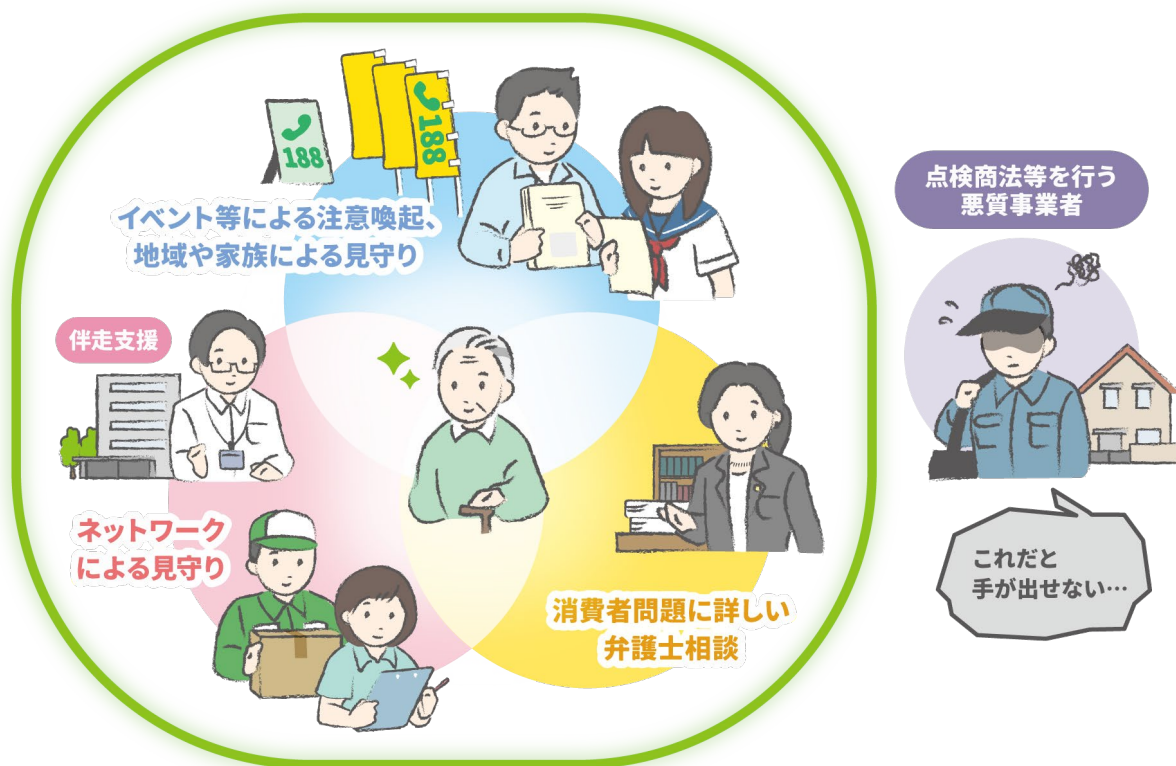 188
188
イベント等による注意喚起、
地域や家族による見守り
伴走支援
ネットワーク
による見守り
消費者問題に詳しい
弁護士相談
点検商法等を行う
悪質事業者
これだと
手が出せない…